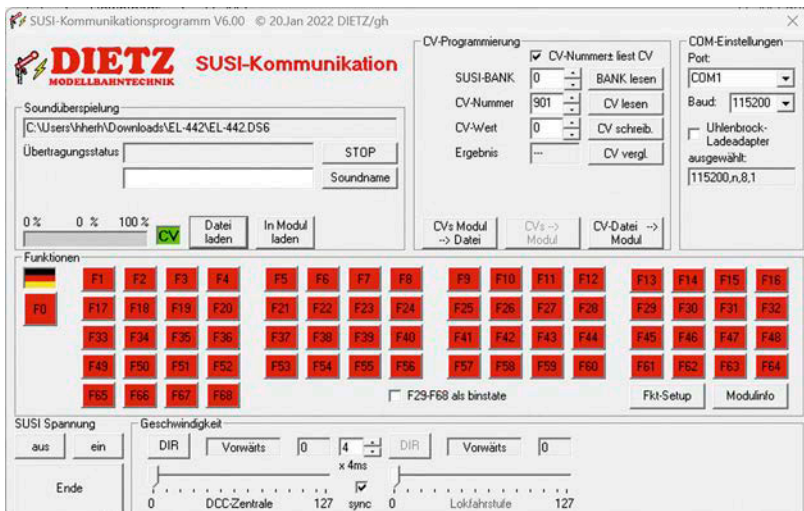 SUSI-Kommunikationsprogramm V6.00 © 20.Jan 2022 DIETZ/gh
DIETZ
MODELLBAHNTECHNIK
SUSI-Kommunikation
Soundüberspielung
C:\Users\hherh\Downloads\EL-442\EL-442.DS6
Übertragungsstatus
STOP
Soundname
0 % 0 % 100 %
CV
Datei laden
In Modul laden
CV-Programmierung
CV-Nummer± liest CV
SUSI-BANK 0 BANK lesen
CV-Nummer 901 CV lesen
CV-Wert 0 CV schreib.
Ergebnis --- CV vergl.
CVs Modul --> Datei
CVs --> Modul
CV-Datei --> Modul
COM-Einstellungen
Port:
COM1
Baud: 115200
Uhlenbrock-
Ladeadapter
ausgewählt:
115200,n,8,1
Funktionen
F1 F2 F3 F4 F5 F6 F7 F8 F9 F10 F11 F12 F13 F14 F15 F16
F0 F17 F18 F19 F20 F21 F22 F23 F24 F25 F26 F27 F28 F29 F30 F31 F32
F33 F34 F35 F36 F37 F38 F39 F40 F41 F42 F43 F44 F45 F46 F47 F48
F49 F50 F51 F52 F53 F54 F55 F56 F57 F58 F59 F60 F61 F62 F63 F64
F65 F66 F67 F68 F29-F68 als binstate Fkt-Setup Modulinfo
SUSI Spannung
aus ein
Ende
Geschwindigkeit
DIR Vorwärts 0 4 DIR Vorwärts 0
x 4ms
0 DCC-Zentrale 127 sync 0 Lokfahrstufe 127